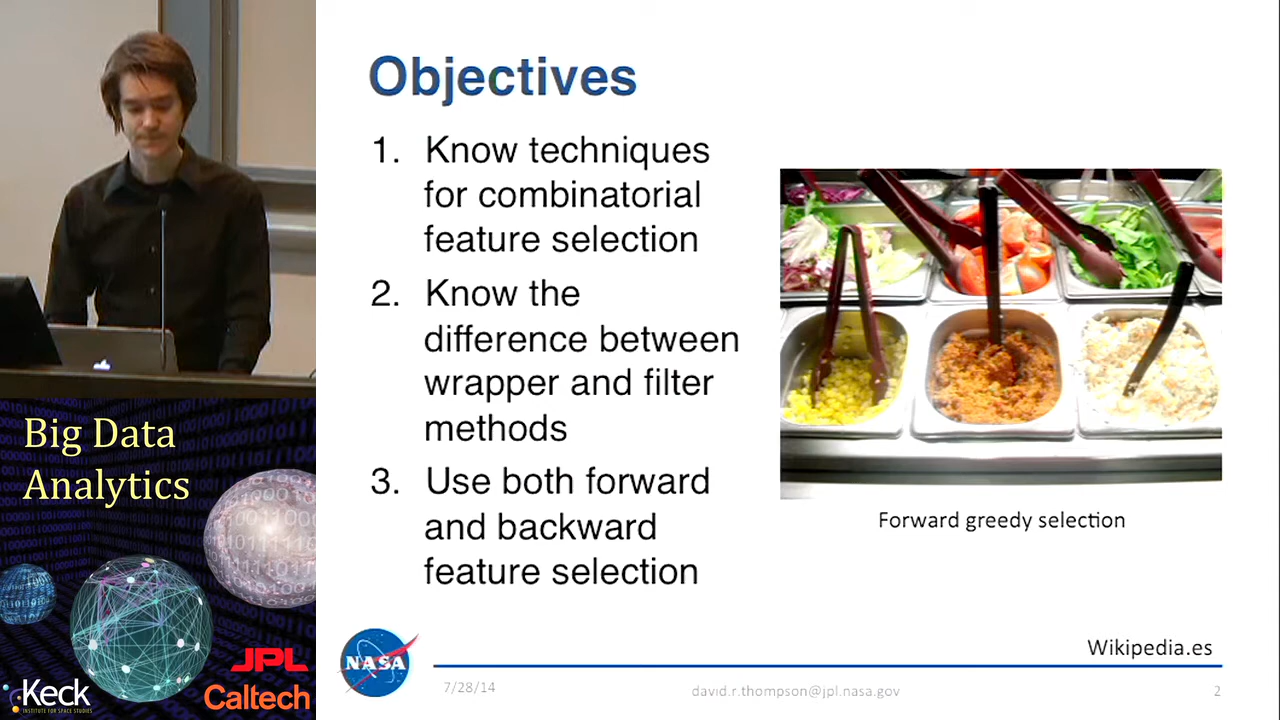 Objectives
1. Know techniques
for combinatorial
feature selection
2. Know the
difference between
wrapper and filter
methods
3. Use both forward
and backward
feature selection
Forward greedy selection
Wikipedia.es
NASA
7/28/14
david.r.thompson@jpl.nasa.gov
2
Big Data
Analytics
JPL
Keck
INSTITUTE FOR SPACE STUDIES
Caltech